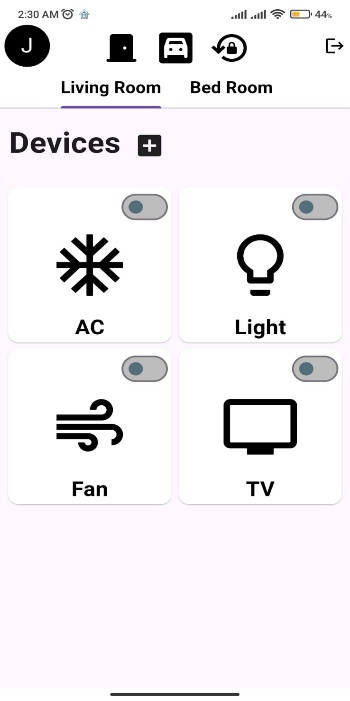 2:30 AM 44%
J
Living Room Bed Room
Devices
AC Light
Fan TV